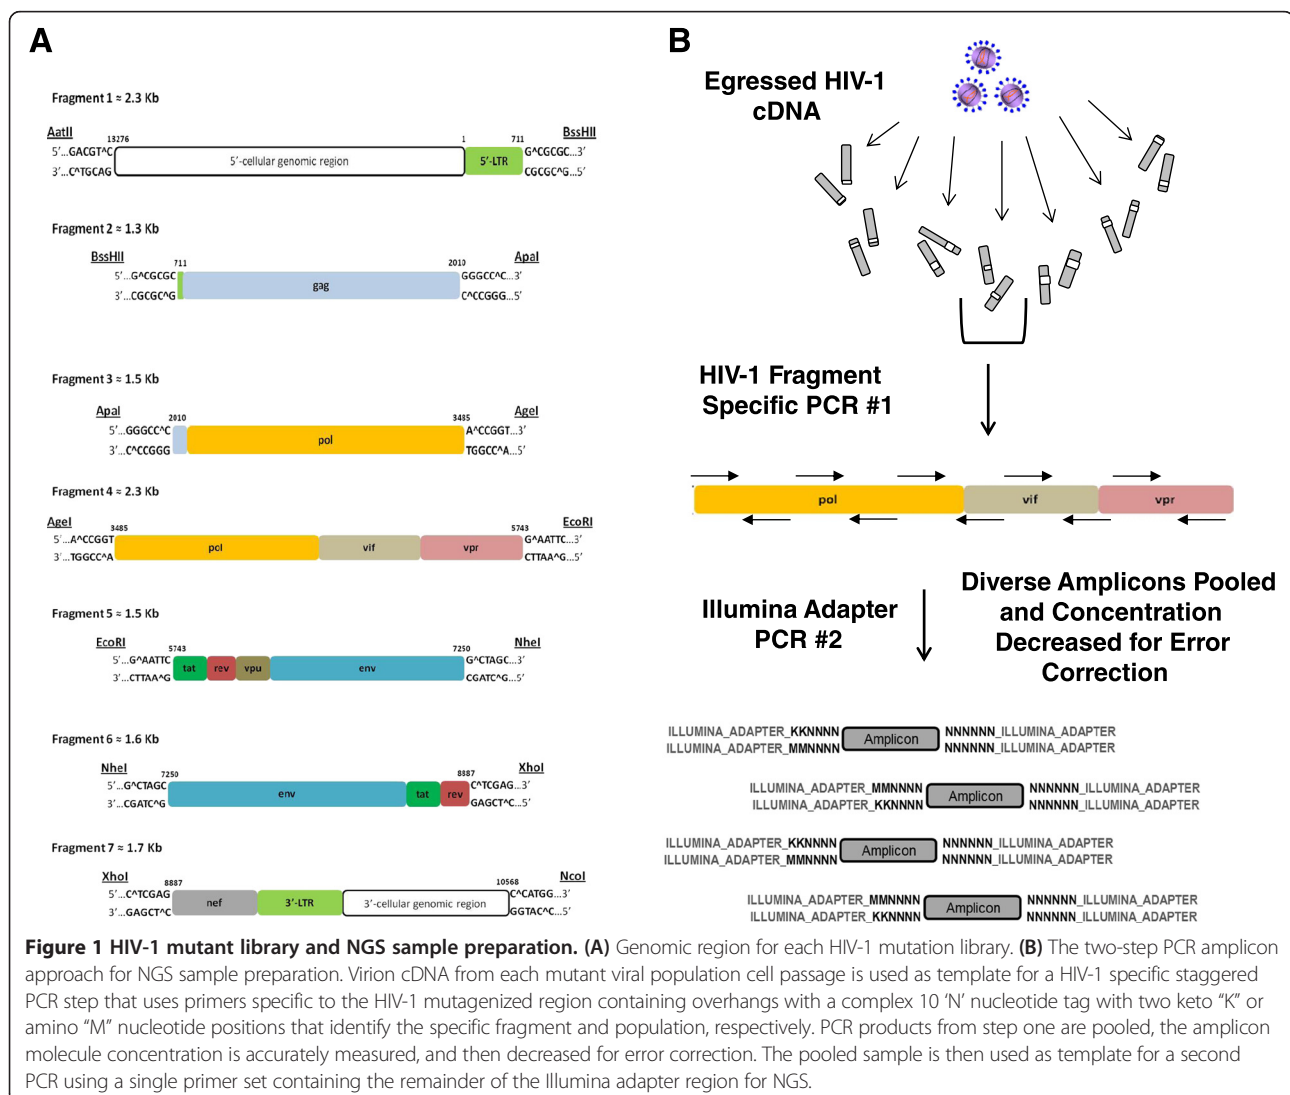 A
Fragment 1 ≈ 2.3 Kb
AatII 13276 1 711 BssHII
5′...GACGT^C 5′-cellular genomic region 5′-LTR G^CGCGC...3′
3′...C^TGCAG CGCGC^G...5′
Fragment 2 ≈ 1.3 Kb
BssHII 711 2010 ApaI
5′...G^CGCGC gag GGGCC^C...3′
3′...CGCGC^G C^CCGGG...5′
Fragment 3 ≈ 1.5 Kb
ApaI 2010 3485 AgeI
5′...GGGCC^C pol A^CCGGT...3′
3′...C^CCGGG TGGCC^A...5′
Fragment 4 ≈ 2.3 Kb
AgeI 3485 5743 EcoRI
5′...A^CCGGT pol vif vpr G^AATTC...3′
3′...TGGCC^A CTTAA^G...5′
Fragment 5 ≈ 1.5 Kb
EcoRI 5743 7250 NheI
5′...G^AATTC tat rev vpu env G^CTAGC...3′
3′...CTTAA^G CGATC^G...5′
Fragment 6 ≈ 1.6 Kb
NheI 7250 8887 XhoI
5′...G^CTAGC env tat rev C^TCGAG...3′
3′...CGATC^G GAGCT^C...5′
Fragment 7 ≈ 1.7 Kb
XhoI 8887 10568 NcoI
5′...C^TCGAG nef 3′-LTR 3′-cellular genomic region C^CATGG...3′
3′...GAGCT^C GGTAC^C...5′
B
Egressed HIV-1
cDNA
HIV-1 Fragment
Specific PCR #1
pol vif vpr
Illumina Adapter
PCR #2
Diverse Amplicons Pooled
and Concentration
Decreased for Error
Correction
ILLUMINA_ADAPTER_KKNNNN Amplicon NNNNNN_ILLUMINA_ADAPTER
ILLUMINA_ADAPTER_MMNNNN NNNNNN_ILLUMINA_ADAPTER
ILLUMINA_ADAPTER_MMNNNN Amplicon NNNNNN_ILLUMINA_ADAPTER
ILLUMINA_ADAPTER_KKNNNN NNNNNN_ILLUMINA_ADAPTER
ILLUMINA_ADAPTER_KKNNNN Amplicon NNNNNN_ILLUMINA_ADAPTER
ILLUMINA_ADAPTER_MMNNNN NNNNNN_ILLUMINA_ADAPTER
ILLUMINA_ADAPTER_MMNNNN Amplicon NNNNNN_ILLUMINA_ADAPTER
ILLUMINA_ADAPTER_KKNNNN NNNNNN_ILLUMINA_ADAPTER
Figure 1 HIV-1 mutant library and NGS sample preparation. (A) Genomic region for each HIV-1 mutation library. (B) The two-step PCR amplicon
approach for NGS sample preparation. Virion cDNA from each mutant viral population cell passage is used as template for a HIV-1 specific staggered
PCR step that uses primers specific to the HIV-1 mutagenized region containing overhangs with a complex 10 ‘N’ nucleotide tag with two keto “K” or
amino “M” nucleotide positions that identify the specific fragment and population, respectively. PCR products from step one are pooled, the amplicon
molecule concentration is accurately measured, and then decreased for error correction. The pooled sample is then used as template for a second
PCR using a single primer set containing the remainder of the Illumina adapter region for NGS.